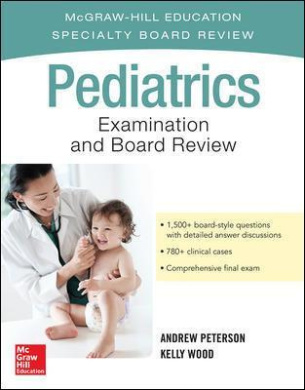 McGRAW-HILL EDUCATION
SPECIALTY BOARD REVIEW
Pediatrics
Examination
and Board Review
• 1,500+ board-style questions
with detailed answer discussions
• 780+ clinical cases
• Comprehensive final exam
ANDREW PETERSON
KELLY WOOD
Mc
Graw
Hill
Education